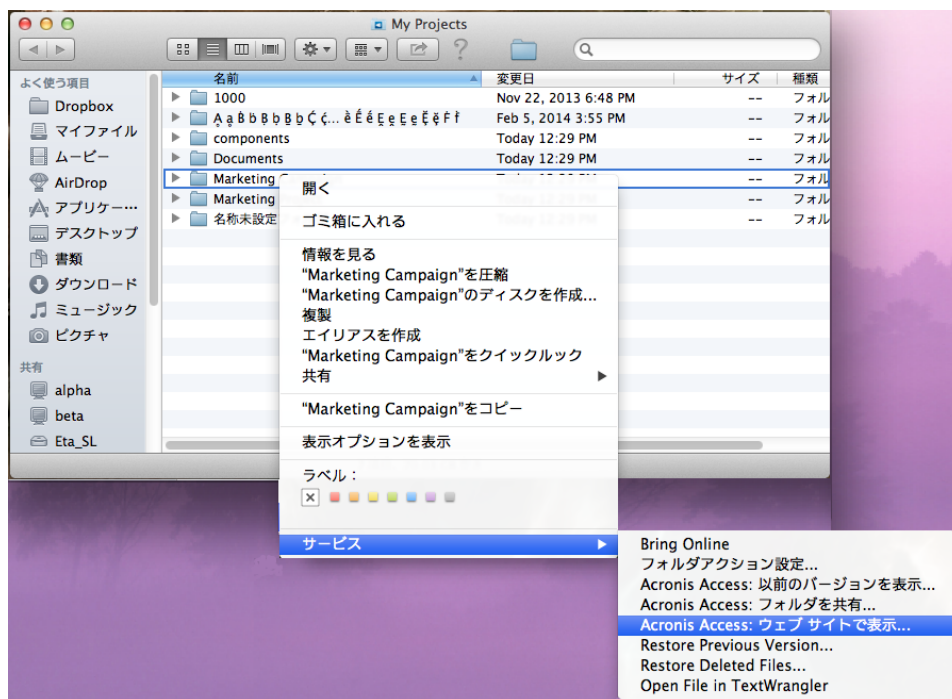 My Projects
よく使う項目
Dropbox
マイファイル
ムービー
AirDrop
アプリケー…
デスクトップ
書類
ダウンロード
ミュージック
ピクチャ
共有
alpha
beta
Eta_SL
名前 変更日 サイズ 種類
1000 Nov 22, 2013 6:48 PM -- フォル
Feb 5, 2014 3:55 PM -- フォル
components Today 12:29 PM -- フォル
Documents Today 12:29 PM -- フォル
Marketing -- フォル
Marketing -- フォル
名称未設定 -- フォル
開く
ゴミ箱に入れる
情報を見る
“Marketing Campaign”を圧縮
“Marketing Campaign”のディスクを作成...
複製
エイリアスを作成
“Marketing Campaign”をクイックルック
共有
“Marketing Campaign”をコピー
表示オプションを表示
ラベル：
サービス
Bring Online
フォルダアクション設定...
Acronis Access: 以前のバージョンを表示...
Acronis Access: フォルダを共有...
Acronis Access: ウェブ サイトで表示...
Restore Previous Version...
Restore Deleted Files...
Open File in TextWrangler